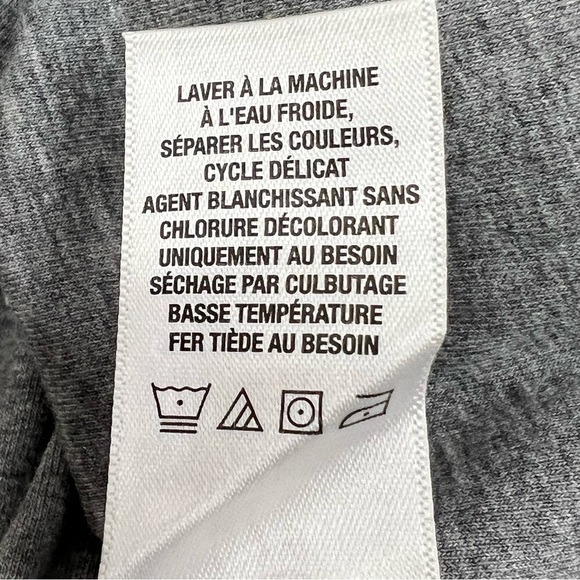 LAVER À LA MACHINE
À L'EAU FROIDE,
SÉPARER LES COULEURS,
CYCLE DÉLICAT
AGENT BLANCHISSANT SANS
CHLORURE DÉCOLORANT
UNIQUEMENT AU BESOIN
SÉCHAGE PAR CULBUTAGE
BASSE TEMPÉRATURE
FER TIÈDE AU BESOIN